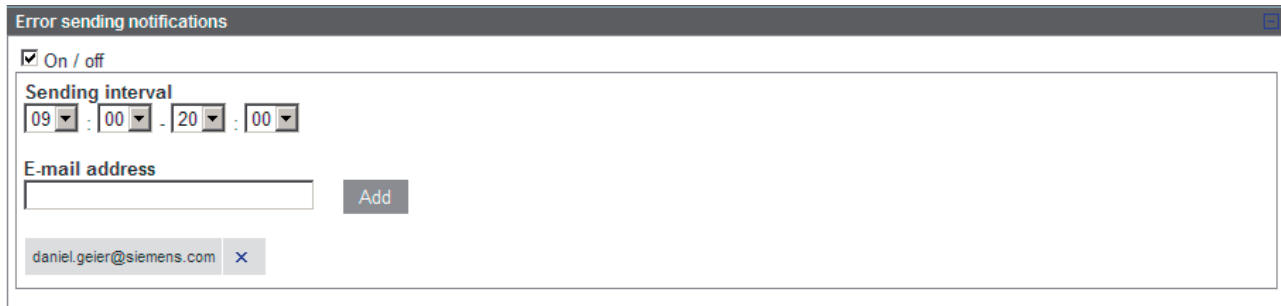 Error sending notifications
On / off
Sending interval
09 : 00 - 20 : 00
E-mail address
Add
daniel.geier@siemens.com ×